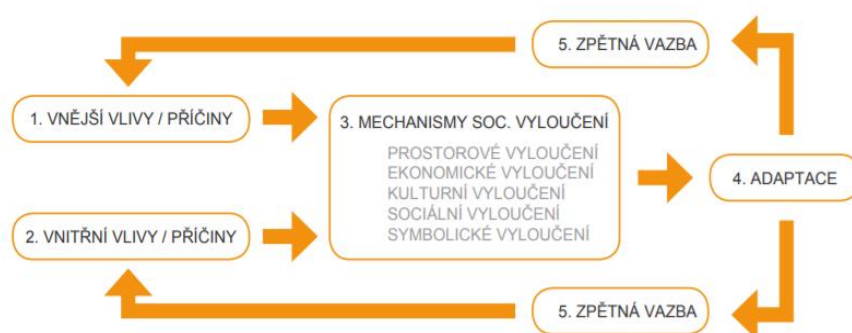 5. ZPĚTNÁ VAZBA
1. VNĚJŠÍ VLIVY / PŘÍČINY
3. MECHANISMY SOC. VYLOUČENÍ
PROSTOROVÉ VYLOUČENÍ
EKONOMICKÉ VYLOUČENÍ
KULTURNÍ VYLOUČENÍ
SOCIÁLNÍ VYLOUČENÍ
SYMBOLICKÉ VYLOUČENÍ
4. ADAPTACE
2. VNITŘNÍ VLIVY / PŘÍČINY
5. ZPĚTNÁ VAZBA